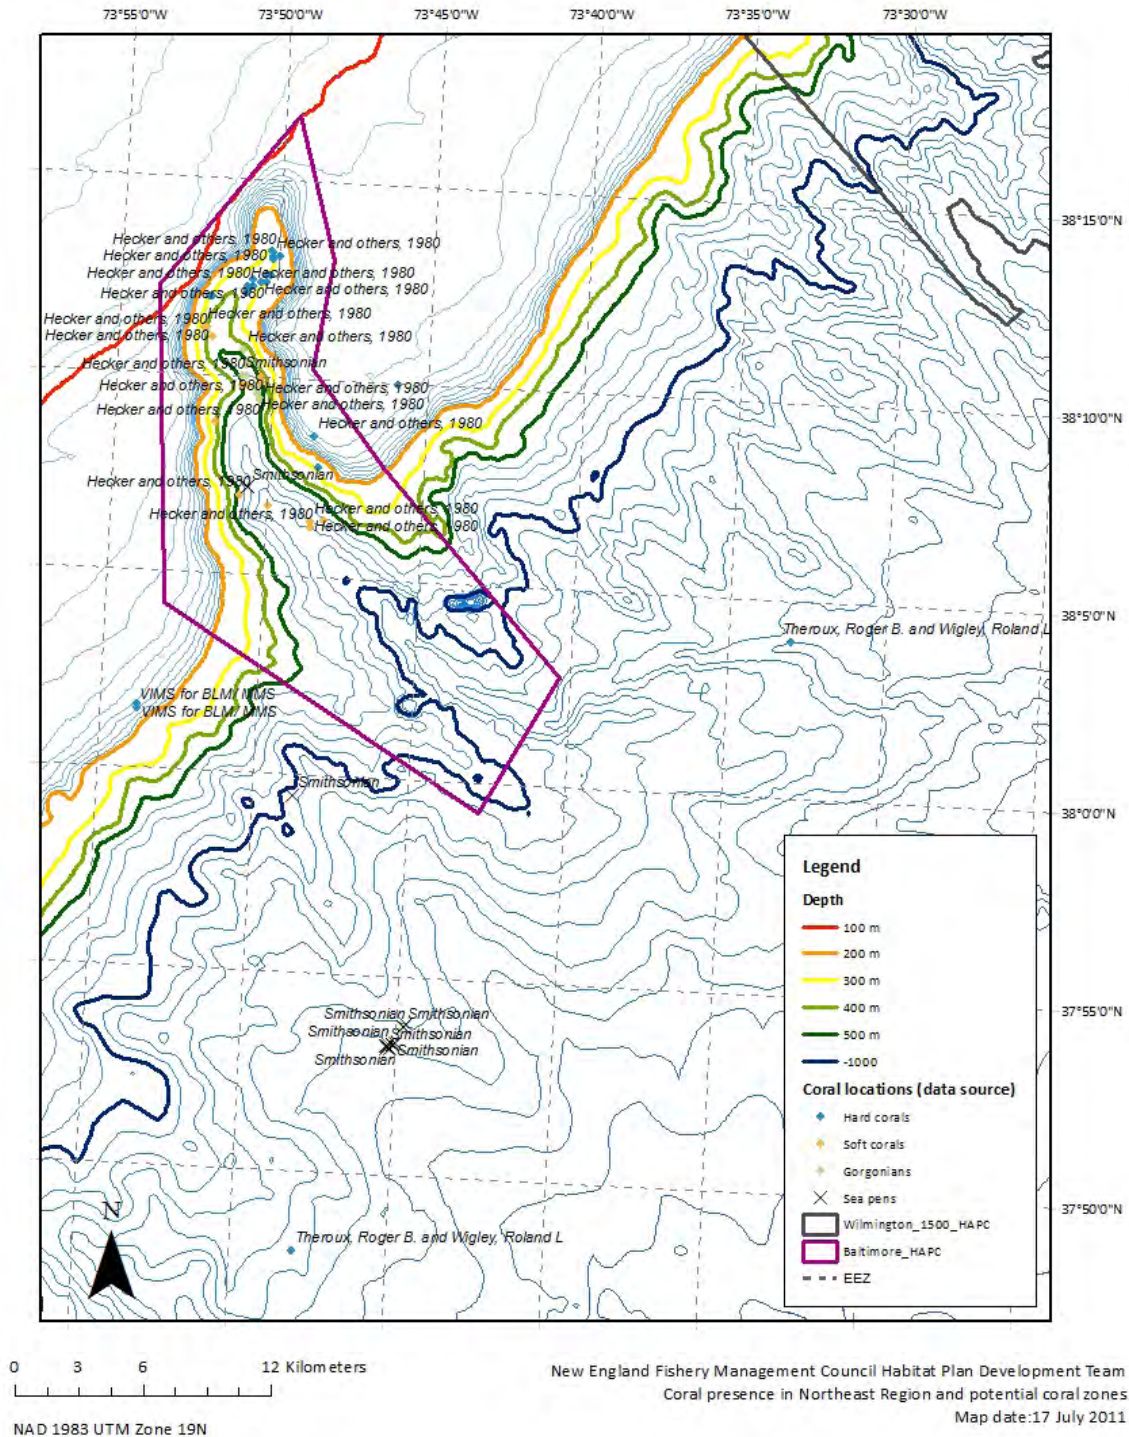 73°55'0"W 73°50'0"W 73°45'0"W 73°40'0"W 73°35'0"W 73°30'0"W
38°15'0"N
Hecker and others, 1980
Hecker and others, 1980
Hecker and others, 1980
Hecker and others, 1980
Hecker and others, 1980
Hecker and others, 1980
Hecker and others, 1980
Hecker and others, 1980
Hecker and others, 1980
Hecker and others, 1980
Hecker and others, 1980
Hecker and others, 1980
Smithsonian
Hecker and others, 1980
Hecker and others, 1980
Hecker and others, 1980
Hecker and others, 1980
Hecker and others, 1980
38°10'0"N
Smithsonian
Hecker and others, 1980
Hecker and others, 1980
Hecker and others, 1980
Hecker and others, 1980
38°5'0"N
Theroux, Roger B. and Wigley, Roland L
VIMS for BLM/ MMS
VIMS for BLM/ MMS
Smithsonian
38°0'0"N
Legend
Depth
100 m
200 m
300 m
400 m
500 m
-1000
Coral locations (data source)
Hard corals
Soft corals
Gorgonians
Sea pens
Wilmington_1500_HAPC
Baltimore_HAPC
EEZ
37°55'0"N
Smithsonian
Smithsonian
Smithsonian
Smithsonian
Smithsonian
Smithsonian
37°50'0"N
N
Theroux, Roger B. and Wigley, Roland L
0 3 6 12 Kilometers
NAD 1983 UTM Zone 19N
New England Fishery Management Council Habitat Plan Development Team
Coral presence in Northeast Region and potential coral zones
Map date:17 July 2011